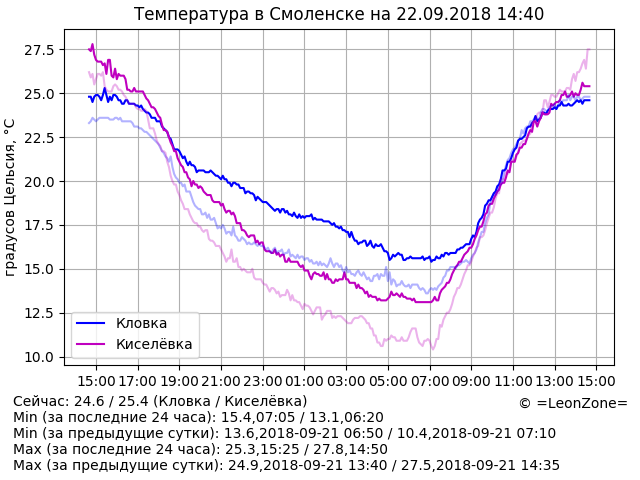 Температура в Смоленске на 22.09.2018 14:40
градусов Цельсия, °C
27.5
25.0
22.5
20.0
17.5
15.0
12.5
10.0
Кловка
Киселёвка
15:00 17:00 19:00 21:00 23:00 01:00 03:00 05:00 07:00 09:00 11:00 13:00 15:00
Сейчас: 24.6 / 25.4 (Кловка / Киселёвка)
© =LeonZone=
Min (за последние 24 часа): 15.4,07:05 / 13.1,06:20
Min (за предыдущие сутки): 13.6,2018-09-21 06:50 / 10.4,2018-09-21 07:10
Max (за последние 24 часа): 25.3,15:25 / 27.8,14:50
Max (за предыдущие сутки): 24.9,2018-09-21 13:40 / 27.5,2018-09-21 14:35